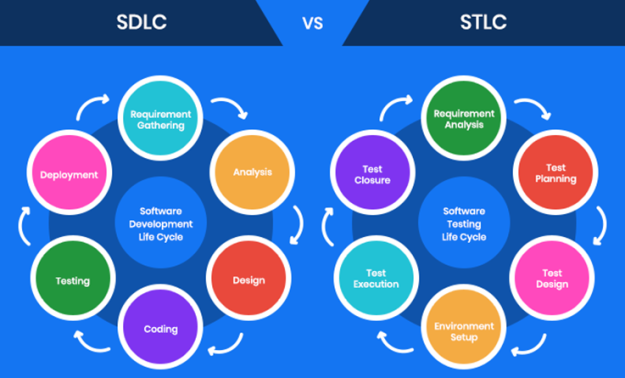 SDLC
VS
STLC
Requirement
Gathering
Analysis
Design
Coding
Testing
Deployment
Software
Development
Life Cycle
Requirement
Analysis
Test
Planning
Test
Design
Environment
Setup
Test
Execution
Test
Closure
Software
Testing
Life Cycle